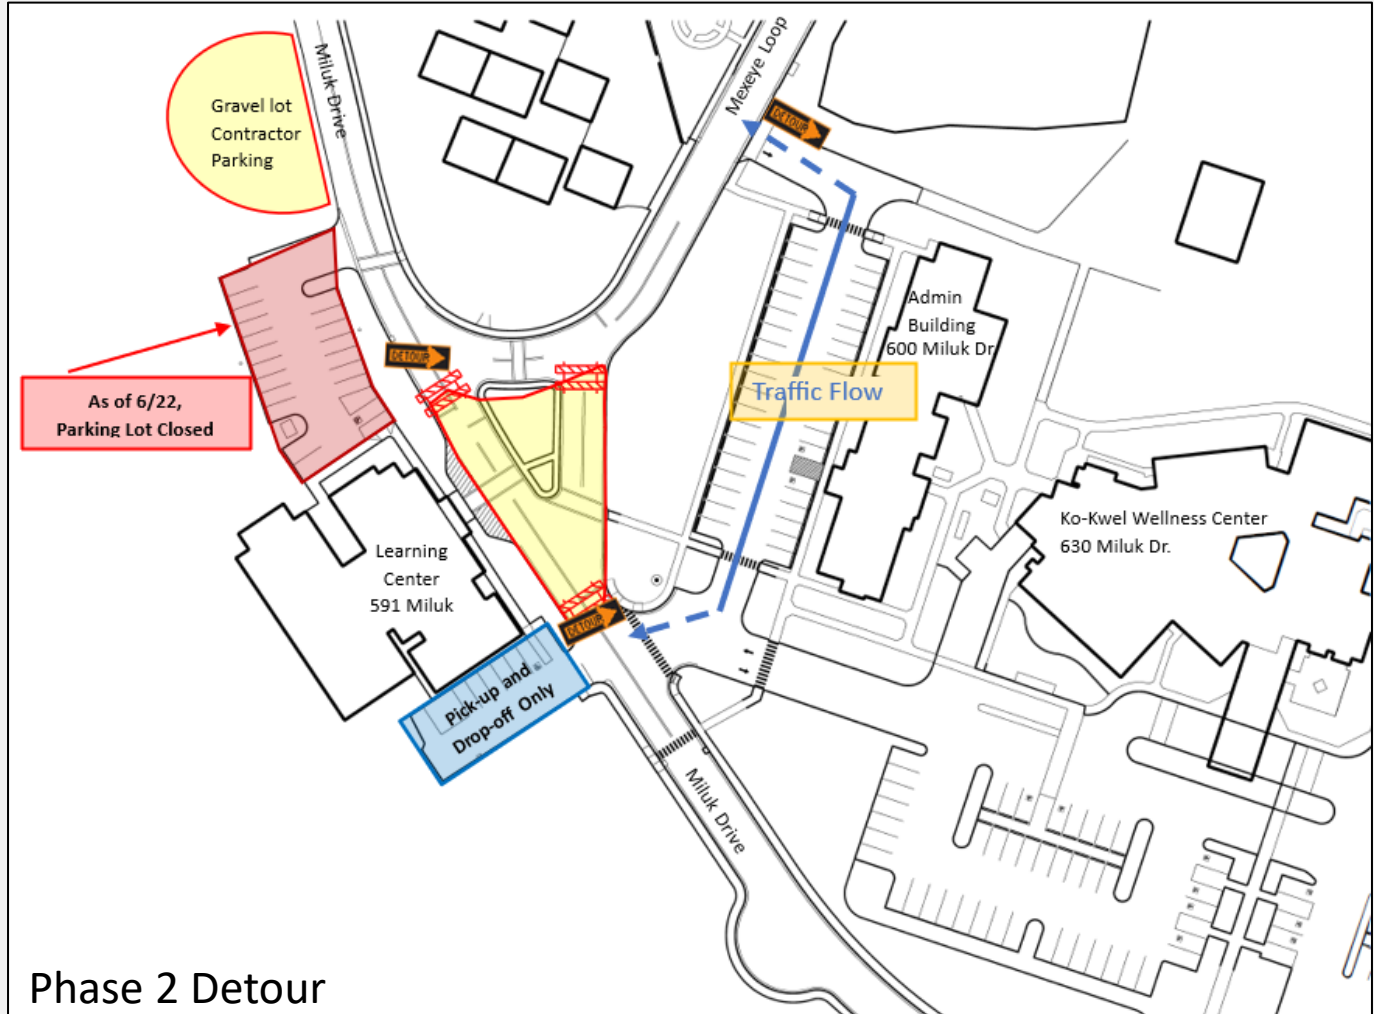 Miluk Drive
Mexeye Loop
Gravel lot
Contractor
Parking
DETOUR
Admin
Building
600 Miluk Dr
DETOUR
Traffic Flow
As of 6/22,
Parking Lot Closed
Ko-Kwel Wellness Center
630 Miluk Dr.
Learning
Center
591 Miluk
DETOUR
Pick-up and
Drop-off Only
Miluk Drive
Phase 2 Detour